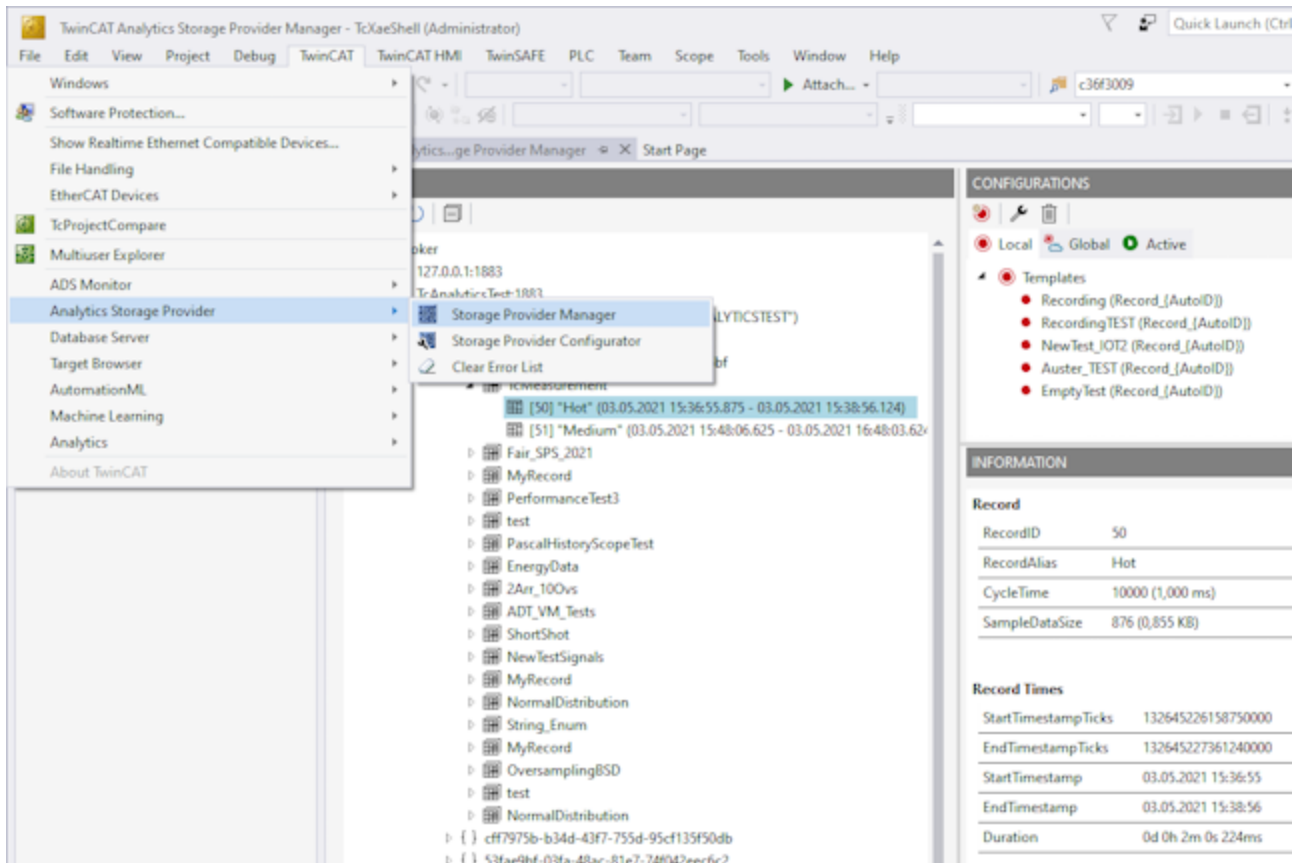 TwinCAT Analytics Storage Provider Manager - TcXaeShell (Administrator)
Quick Launch (Ctrl
File Edit View Project Debug TwinCAT TwinCAT HMI TwinSAFE PLC Team Scope Tools Window Help
Windows
Attach...
c36f3009
Software Protection...
Show Realtime Ethernet Compatible Devices...
File Handling
EtherCAT Devices
TcProjectCompare
Multiuser Explorer
ADS Monitor
Analytics Storage Provider
Database Server
Target Browser
AutomationML
Machine Learning
Analytics
About TwinCAT
Storage Provider Manager
Storage Provider Configurator
Clear Error List
lytics...ge Provider Manager
Start Page
oker
127.0.0.1:1883
TcAnalyticsTest:1883
LYTICSTEST")
bf
TcMeasurement
[50] "Hot" (03.05.2021 15:36:55.875 - 03.05.2021 15:38:56.124)
[51] "Medium" (03.05.2021 15:48:06.625 - 03.05.2021 16:48:03.624
Fair_SPS_2021
MyRecord
PerformanceTest3
test
PascalHistoryScopeTest
EnergyData
2Arr_10Ovs
ADT_VM_Tests
ShortShot
NewTestSignals
MyRecord
NormalDistribution
String_Enum
MyRecord
OversamplingBSD
test
NormalDistribution
{ } cff7975b-b34d-43f7-755d-95cf135f50db
{ } 53fae9bf-03fa-48ac-81e7-74f042eec6c2
CONFIGURATIONS
Local Global Active
Templates
Recording (Record_{AutoID})
RecordingTEST (Record_{AutoID})
NewTest_IOT2 (Record_{AutoID})
Auster_TEST (Record_{AutoID})
EmptyTest (Record_{AutoID})
INFORMATION
Record
RecordID 50
RecordAlias Hot
CycleTime 10000 (1,000 ms)
SampleDataSize 876 (0,855 KB)
Record Times
StartTimestampTicks 132645226158750000
EndTimestampTicks 132645227361240000
StartTimestamp 03.05.2021 15:36:55
EndTimestamp 03.05.2021 15:38:56
Duration 0d 0h 2m 0s 224ms